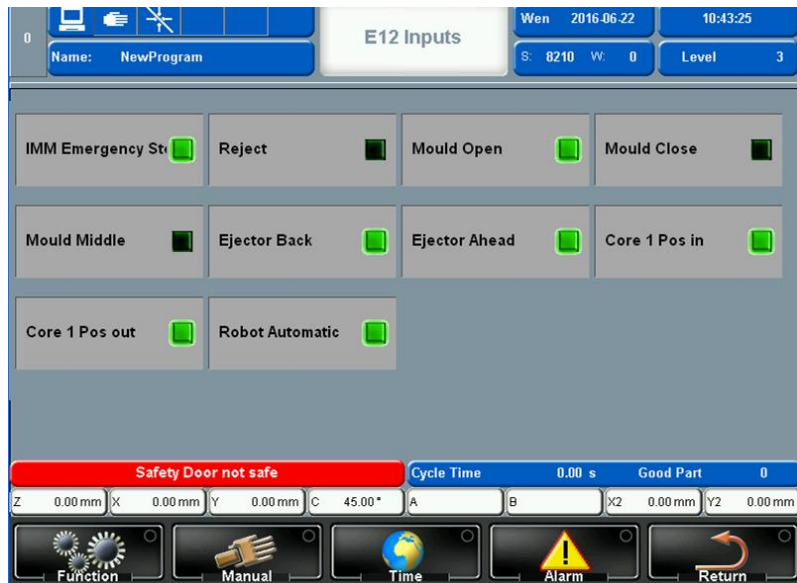 0
E12 Inputs
Wen 2016-06-22
10:43:25
Name: NewProgram
S: 8210 W: 0
Level 3
IMM Emergency St
Reject
Mould Open
Mould Close
Mould Middle
Ejector Back
Ejector Ahead
Core 1 Pos in
Core 1 Pos out
Robot Automatic
Safety Door not safe
Cycle Time 0.00 s Good Part 0
Z 0.00 mm X 0.00 mm Y 0.00 mm C 45.00° A B X2 0.00 mm Y2 0.00 mm
Function Manual Time Alarm Return